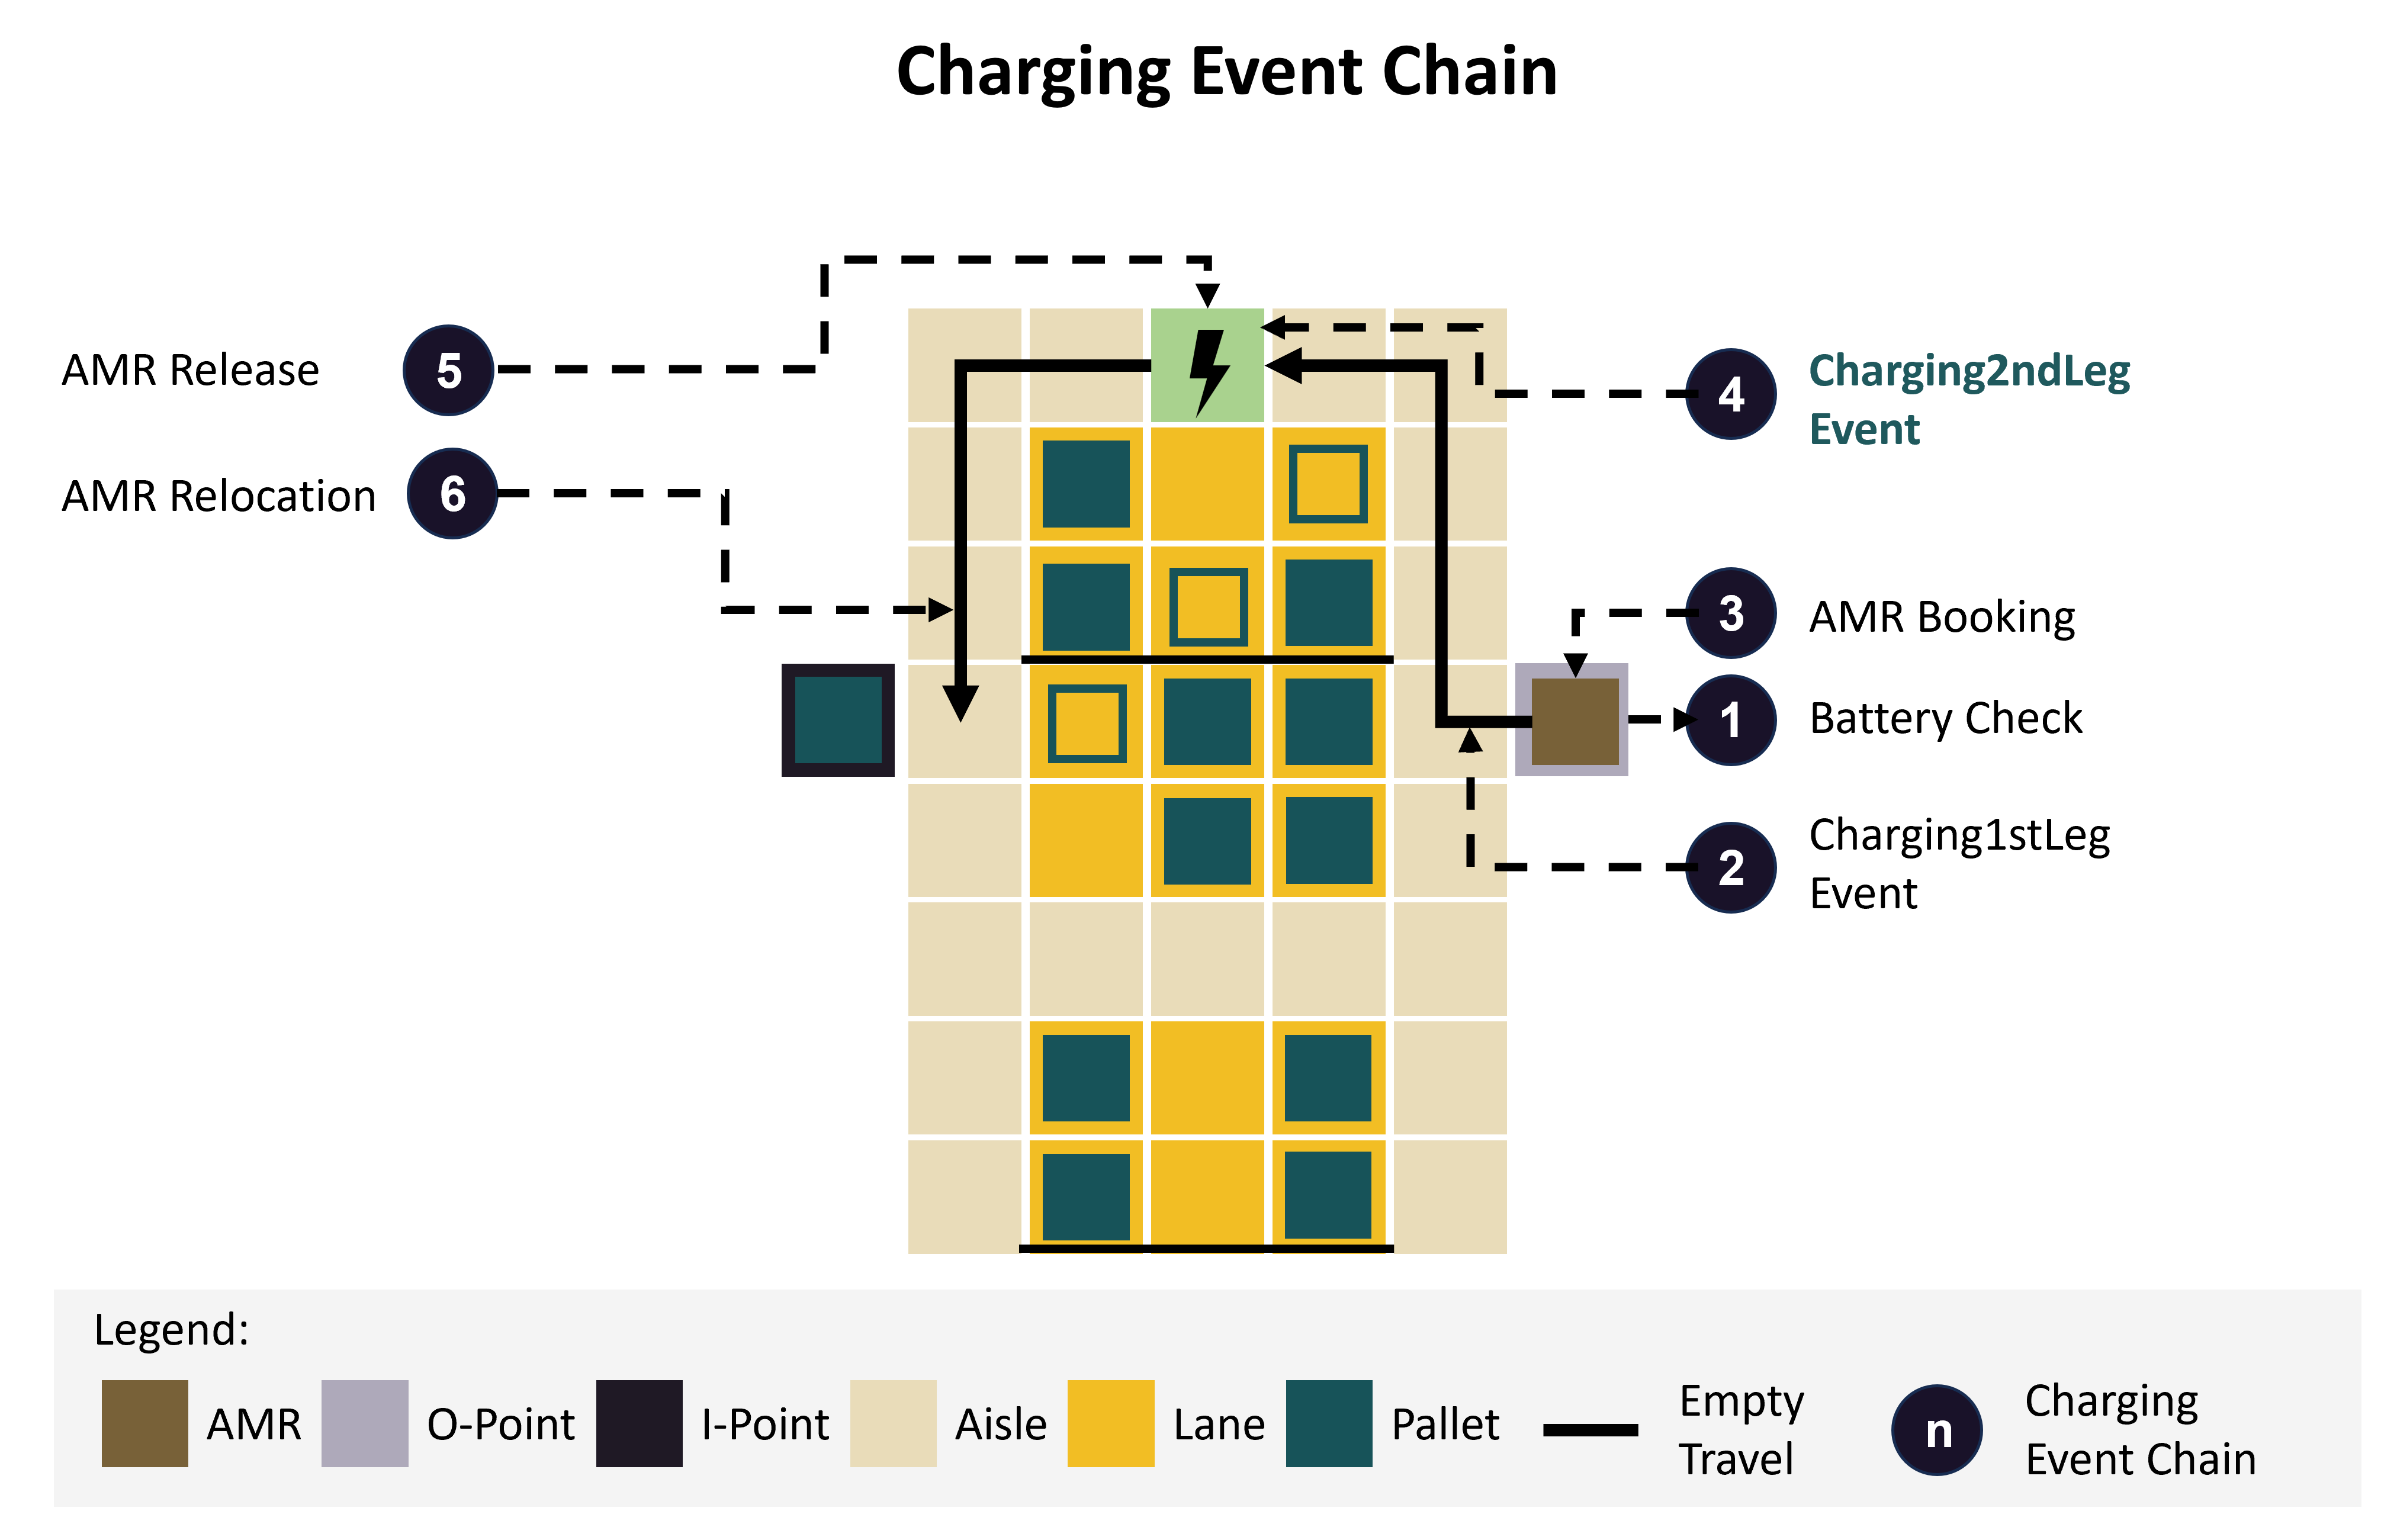 Charging Event Chain
AMR Release
5
AMR Relocation
6
4
Charging2ndLeg
Event
3
AMR Booking
1
Battery Check
2
Charging1stLeg
Event
Legend:
AMR
O-Point
I-Point
Aisle
Lane
Pallet
Empty
Travel
n
Charging
Event Chain